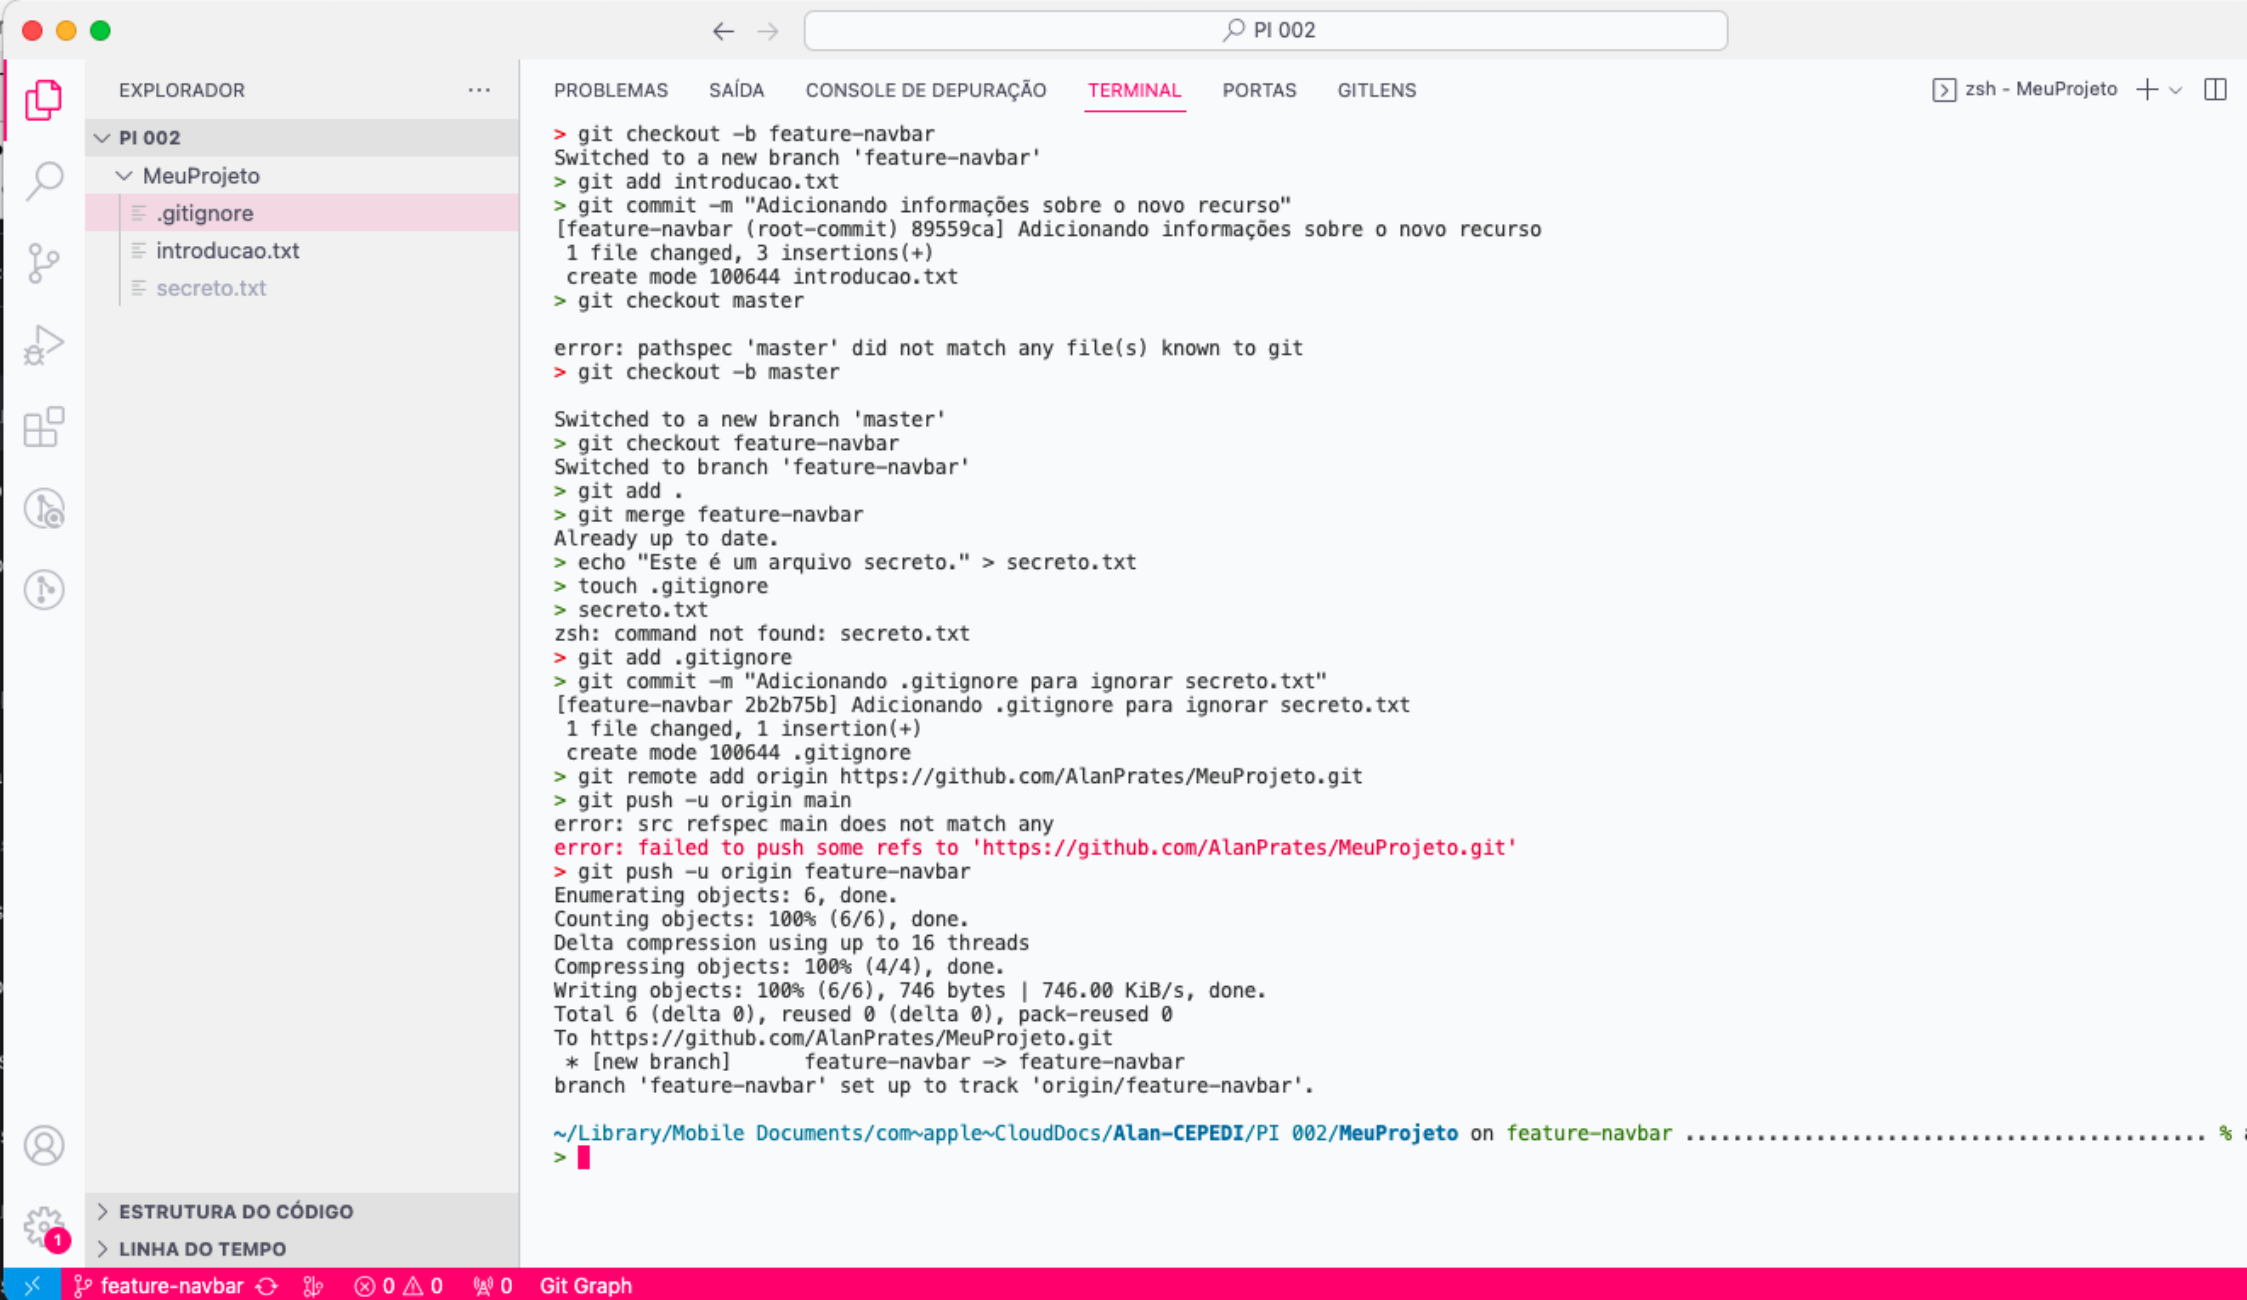 PI 002
EXPLORADOR
PI 002
MeuProjeto
.gitignore
introducao.txt
secreto.txt
ESTRUTURA DO CÓDIGO
LINHA DO TEMPO
PROBLEMAS SAÍDA CONSOLE DE DEPURAÇÃO TERMINAL PORTAS GITLENS
zsh - MeuProjeto
> git checkout -b feature-navbar
Switched to a new branch 'feature-navbar'
> git add introducao.txt
> git commit -m "Adicionando informações sobre o novo recurso"
[feature-navbar (root-commit) 89559ca] Adicionando informações sobre o novo recurso
1 file changed, 3 insertions(+)
create mode 100644 introducao.txt
> git checkout master
error: pathspec 'master' did not match any file(s) known to git
> git checkout -b master
Switched to a new branch 'master'
> git checkout feature-navbar
Switched to branch 'feature-navbar'
> git add .
> git merge feature-navbar
Already up to date.
> echo "Este é um arquivo secreto." > secreto.txt
> touch .gitignore
> secreto.txt
zsh: command not found: secreto.txt
> git add .gitignore
> git commit -m "Adicionando .gitignore para ignorar secreto.txt"
[feature-navbar 2b2b75b] Adicionando .gitignore para ignorar secreto.txt
1 file changed, 1 insertion(+)
create mode 100644 .gitignore
> git remote add origin https://github.com/AlanPrates/MeuProjeto.git
> git push -u origin main
error: src refspec main does not match any
error: failed to push some refs to 'https://github.com/AlanPrates/MeuProjeto.git'
> git push -u origin feature-navbar
Enumerating objects: 6, done.
Counting objects: 100% (6/6), done.
Delta compression using up to 16 threads
Compressing objects: 100% (4/4), done.
Writing objects: 100% (6/6), 746 bytes | 746.00 KiB/s, done.
Total 6 (delta 0), reused 0 (delta 0), pack-reused 0
To https://github.com/AlanPrates/MeuProjeto.git
* [new branch] feature-navbar -> feature-navbar
branch 'feature-navbar' set up to track 'origin/feature-navbar'.
~/Library/Mobile Documents/com~apple~CloudDocs/Alan-CEPEDI/PI 002/MeuProjeto on feature-navbar ............................................ %
>
1
feature-navbar 0 0 0 Git Graph